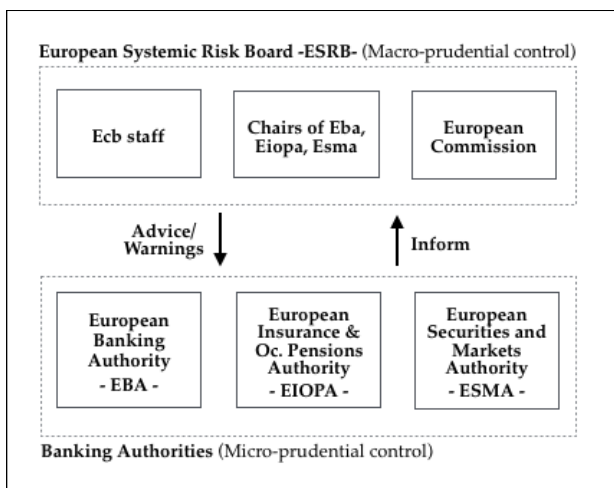 European Systemic Risk Board -ESRB- (Macro-prudential control)
Ecb staff
Chairs of Eba,
Eiopa, Esma
European
Commission
Advice/
Warnings
Inform
European
Banking
Authority
- EBA -
European
Insurance &
Oc. Pensions
Authority
- EIOPA -
European
Securities and
Markets
Authority
- ESMA -
Banking Authorities (Micro-prudential control)